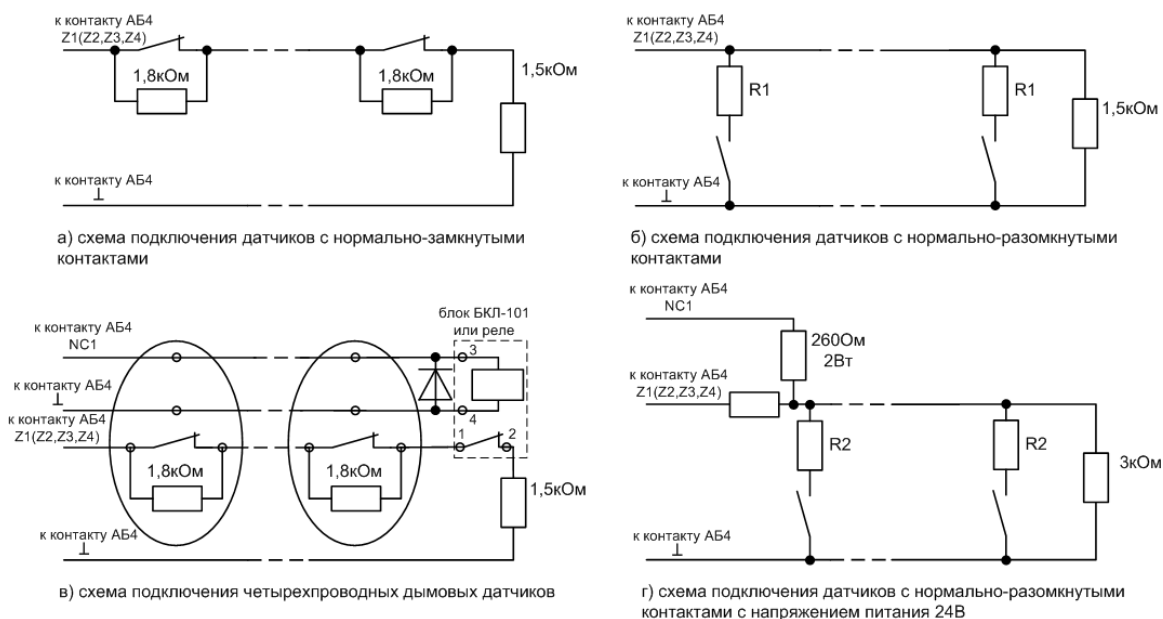 к контакту АБ4
Z1(Z2,Z3,Z4)
1,8кОм
1,8кОм
1,5кОм
к контакту АБ4
а) схема подключения датчиков с нормально-замкнутыми
контактами
к контакту АБ4
Z1(Z2,Z3,Z4)
R1
R1
1,5кОм
к контакту АБ4
б) схема подключения датчиков с нормально-разомкнутыми
контактами
блок БКЛ-101
или реле
к контакту АБ4
NC1
3
к контакту АБ4
4
к контакту АБ4
Z1(Z2,Z3,Z4)
1
2
1,8кОм
1,8кОм
1,5кОм
к контакту АБ4
в) схема подключения четырехпроводных дымовых датчиков
к контакту АБ4
NC1
260Ом
2Вт
к контакту АБ4
Z1(Z2,Z3,Z4)
R2
R2
3кОм
к контакту АБ4
г) схема подключения датчиков с нормально-разомкнутыми
контактами с напряжением питания 24В